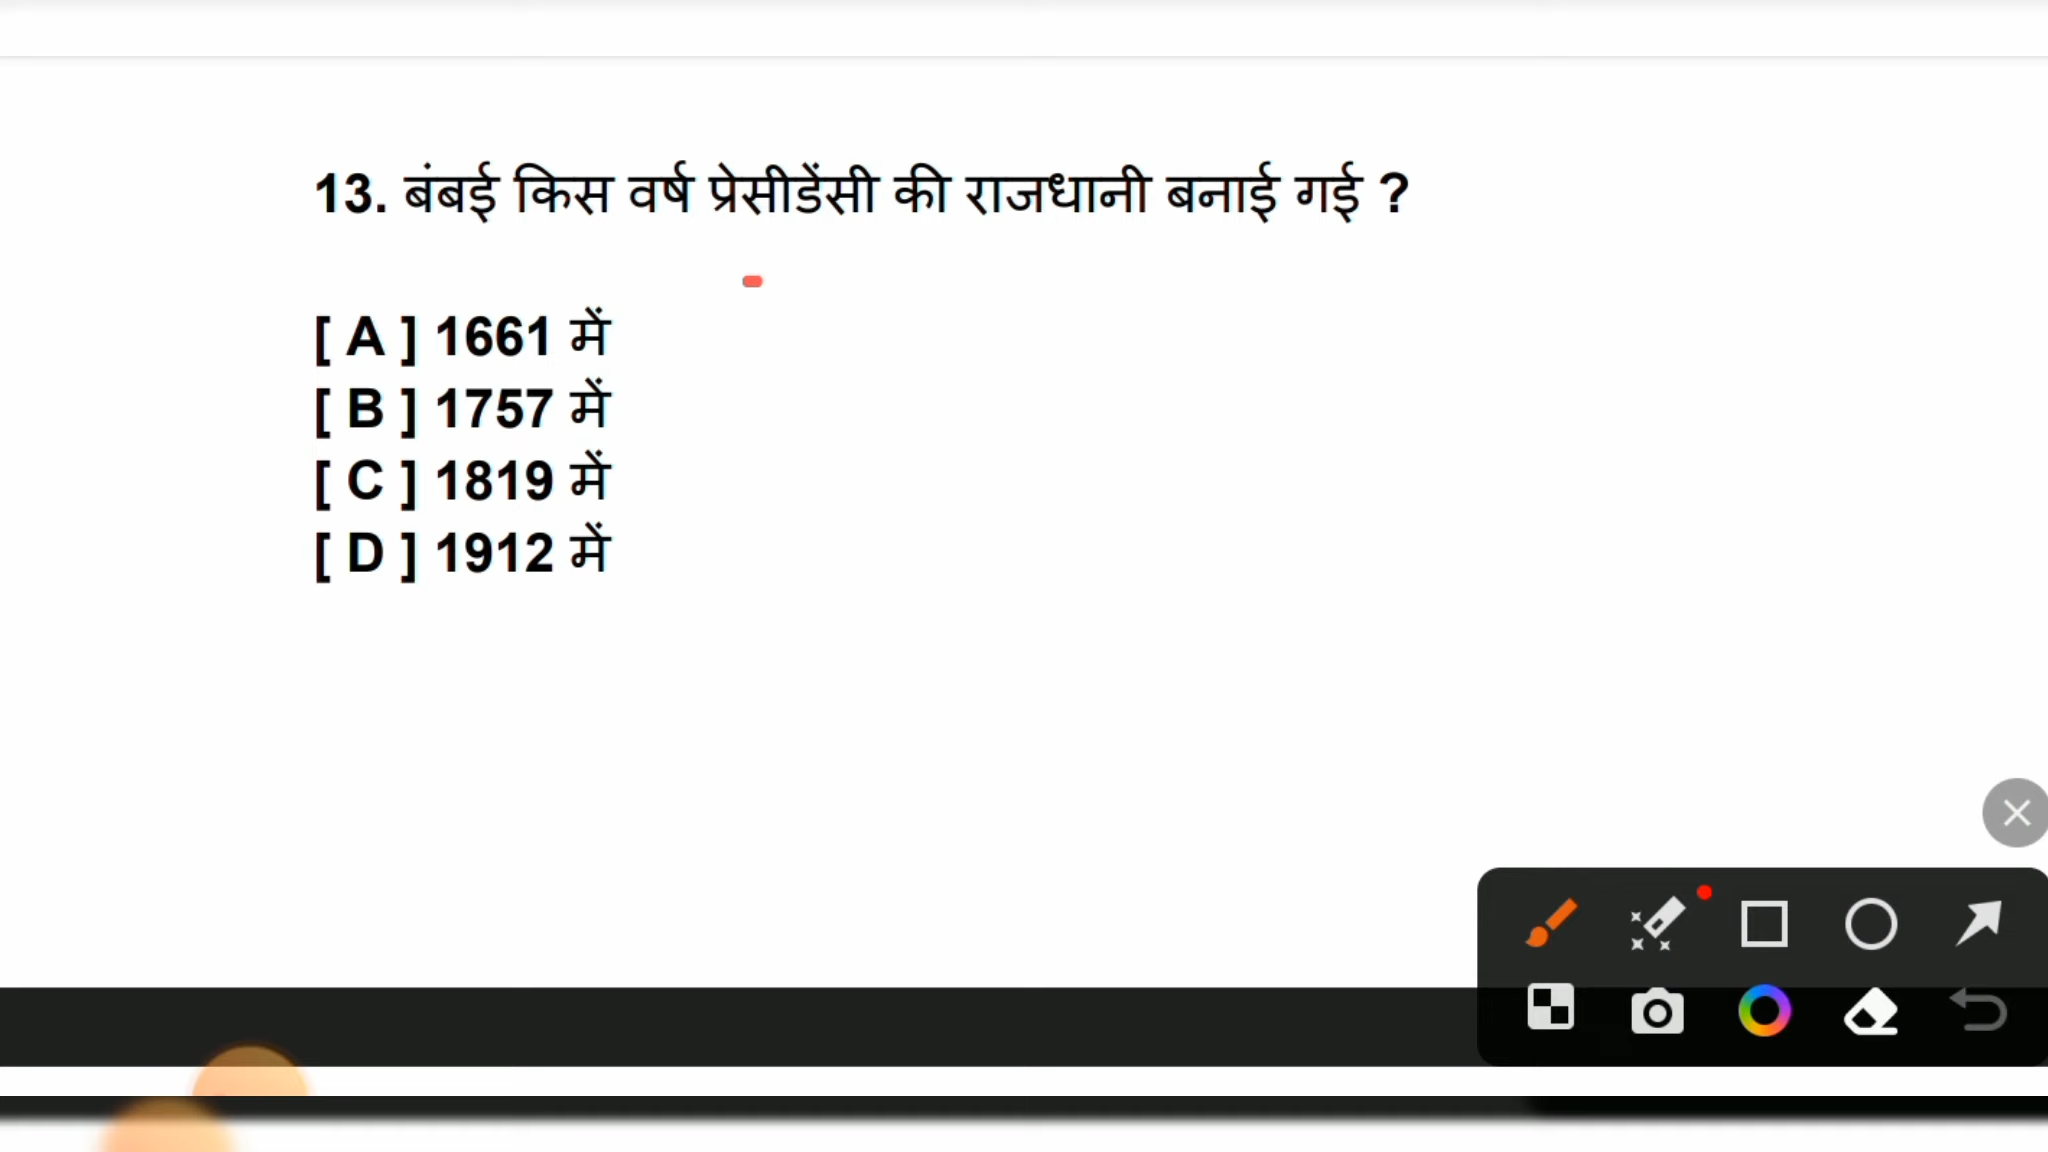 13. बंबई किस वर्ष प्रेसीडेंसी की राजधानी बनाई गई ?
[ A ] 1661 में
[ B ] 1757 में
[ C ] 1819 में
[ D ] 1912 में